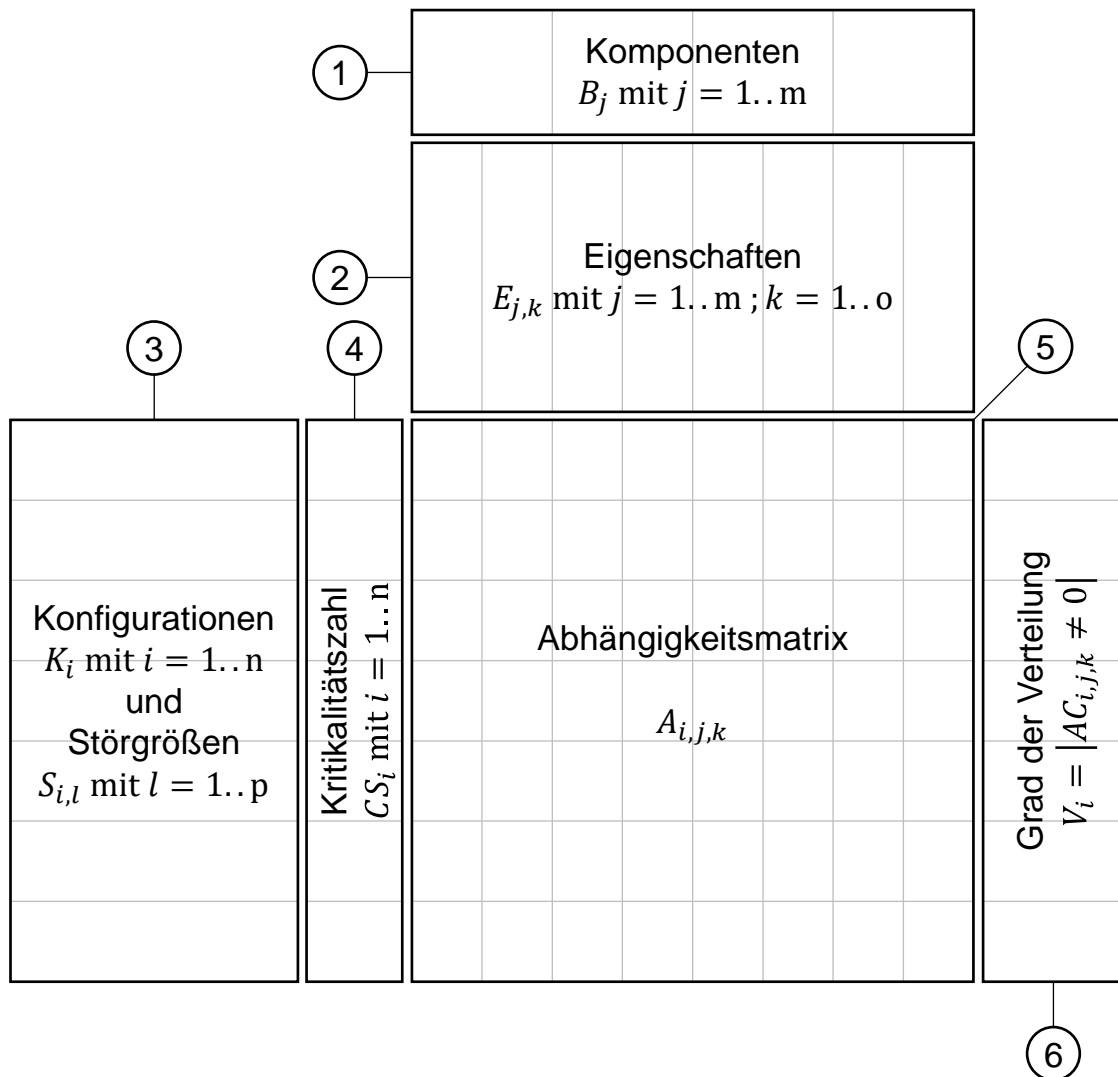 1
Komponenten
B_j mit j = 1..m
2
Eigenschaften
E_{j,k} mit j = 1..m ; k = 1..o
3
4
5
Konfigurationen
K_i mit i = 1..n
und
Störgrößen
S_{i,l} mit l = 1..p
Kritikalitätszahl
CS_i mit i = 1..n
Abhängigkeitsmatrix
A_{i,j,k}
Grad der Verteilung
V_i = |AC_{i,j,k} ≠ 0|
6